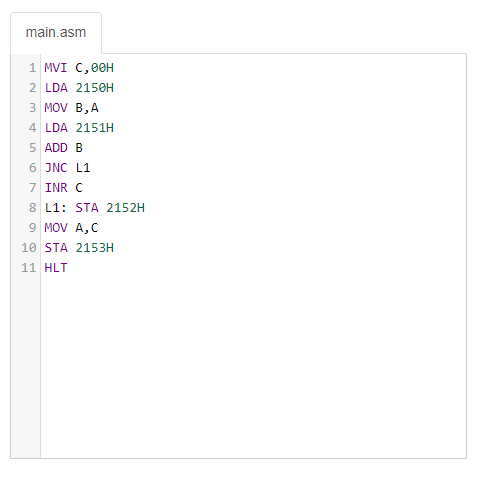 main.asm
1 MVI C,00H
2 LDA 2150H
3 MOV B,A
4 LDA 2151H
5 ADD B
6 JNC L1
7 INR C
8 L1: STA 2152H
9 MOV A,C
10 STA 2153H
11 HLT